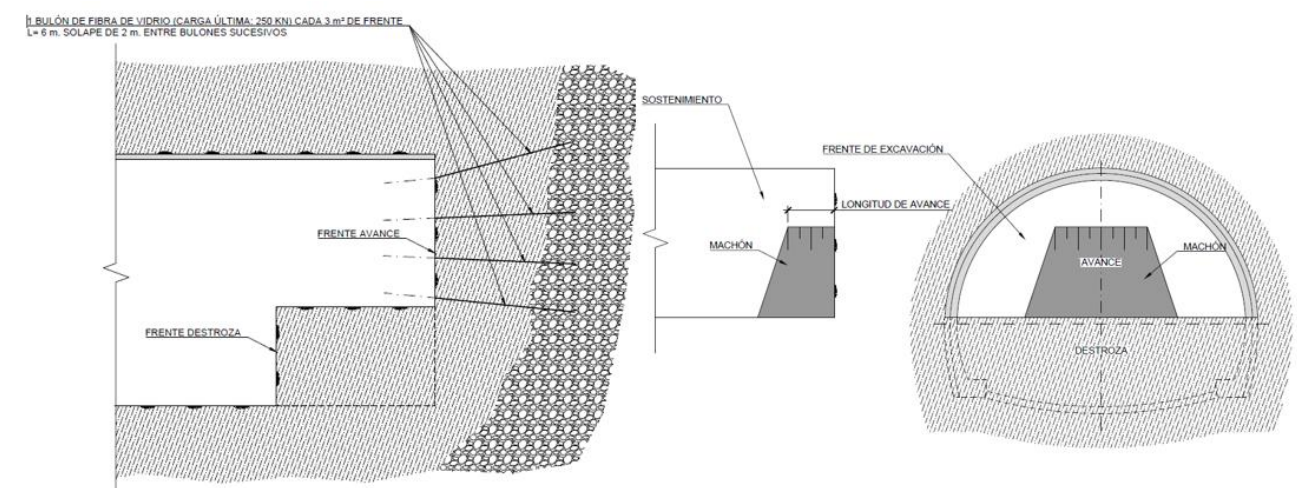 1 BULÓN DE FIBRA DE VIDRIO (CARGA ÚLTIMA: 250 KN) CADA 3 m² DE FRENTE
L= 6 m. SOLAPE DE 2 m. ENTRE BULONES SUCESIVOS
FRENTE AVANCE
FRENTE DESTROZA
SOSTENIMIENTO
LONGITUD DE AVANCE
MACHÓN
FRENTE DE EXCAVACIÓN
MACHÓN
AVANCE
DESTROZA